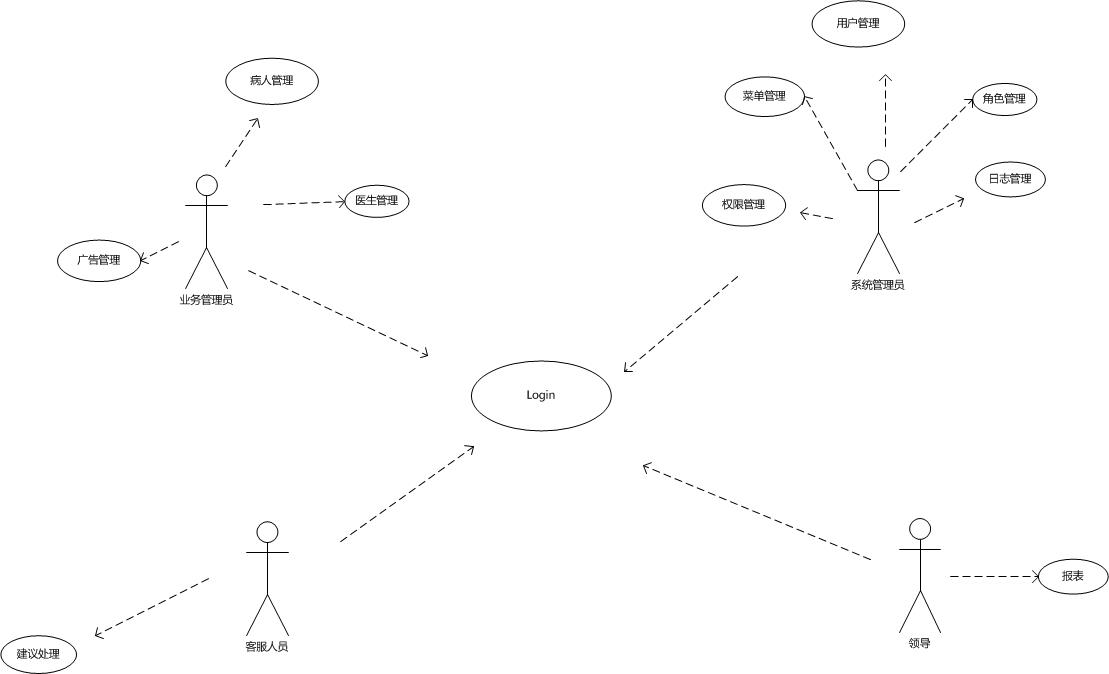 用户管理
病人管理
菜单管理
角色管理
日志管理
医生管理
权限管理
广告管理
系统管理员
业务管理员
Login
报表
客服人员
领导
建议处理